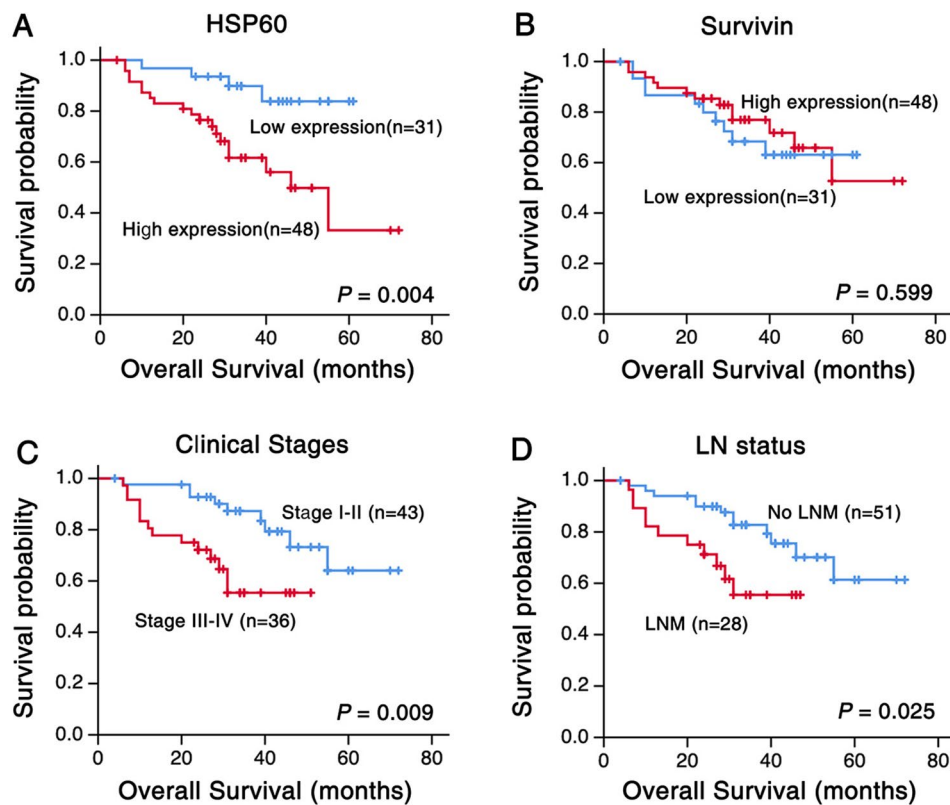 A
HSP60
Survival probability
1.0
0.8
0.6
0.4
0.2
0.0
Low expression(n=31)
High expression(n=48)
P = 0.004
0
20
40
60
80
Overall Survival (months)
B
Survivin
Survival probability
1.0
0.8
0.6
0.4
0.2
0.0
High expression(n=48)
Low expression(n=31)
P = 0.599
0
20
40
60
80
Overall Survival (months)
C
Clinical Stages
Survival probability
1.0
0.8
0.6
0.4
0.2
0.0
Stage I-II (n=43)
Stage III-IV (n=36)
P = 0.009
0
20
40
60
80
Overall Survival (months)
D
LN status
Survival probability
1.0
0.8
0.6
0.4
0.2
0.0
No LNM (n=51)
LNM (n=28)
P = 0.025
0
20
40
60
80
Overall Survival (months)